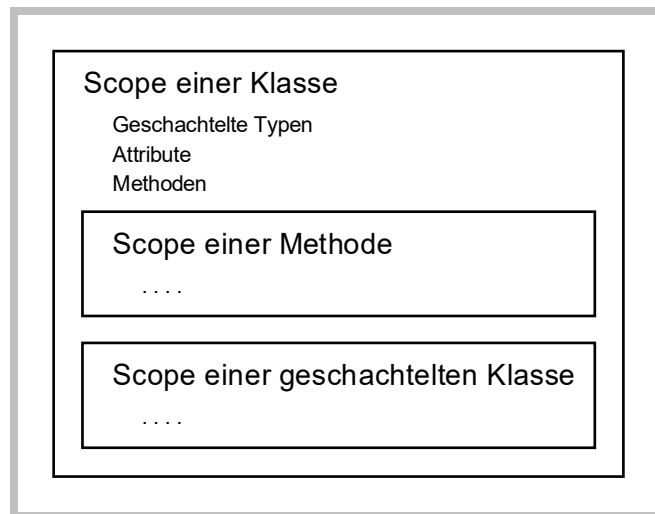 Scope einer Klasse
Geschachtelte Typen
Attribute
Methoden
Scope einer Methode
. . . .
Scope einer geschachtelten Klasse
. . . .